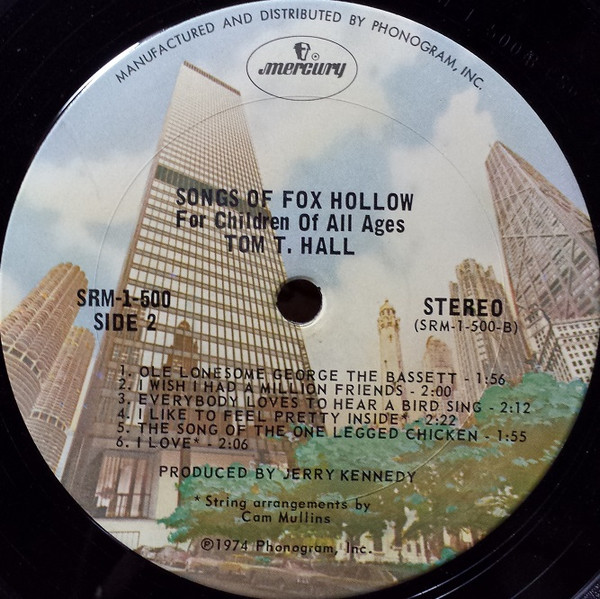 MANUFACTURED AND DISTRIBUTED BY PHONOGRAM, INC.
mercury
SONGS OF FOX HOLLOW
For Children Of All Ages
TOM T. HALL
SRM-1-500
SIDE 2
STEREO
(SRM-1-500-B)
1. OLE LONESOME GEORGE THE BASSETT - 1:56
2. I WISH I HAD A MILLION FRIENDS - 2:00
3. EVERYBODY LOVES TO HEAR A BIRD SING - 2:12
4. I LIKE TO FEEL PRETTY INSIDE* - 2:22
5. THE SONG OF THE ONE LEGGED CHICKEN - 1:55
6. I LOVE* - 2:06
PRODUCED BY JERRY KENNEDY
* String arrangements by
Cam Mullins
℗1974 Phonogram, Inc.